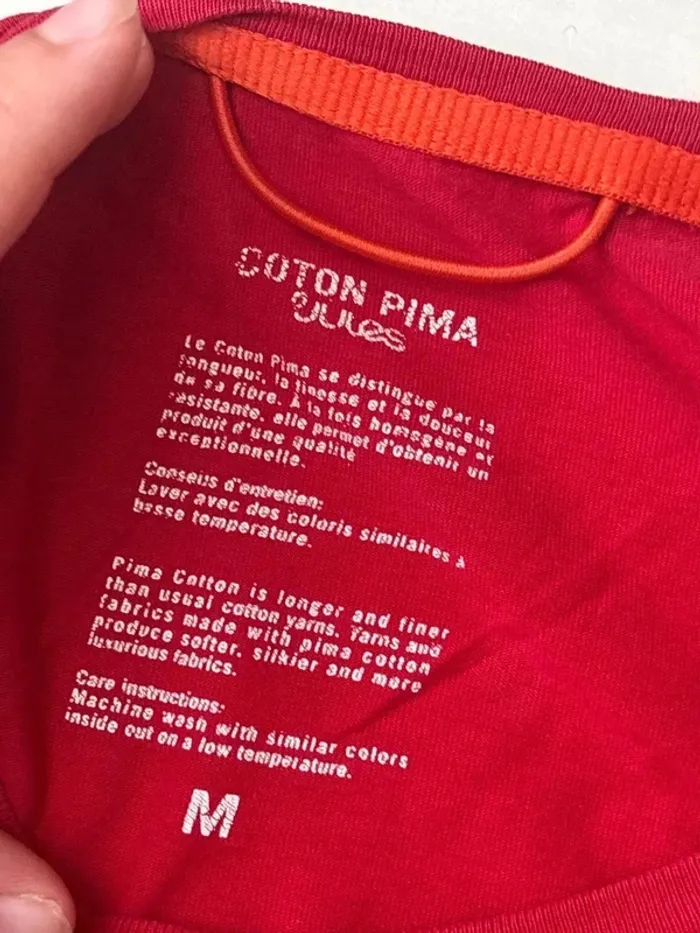 COTON PIMA
JULES
Le Coton Pima se distingue par la
longueur, la finesse et la douceur
de sa fibre. À la fois homogène et
résistante, elle permet d'obtenir un
produit d'une qualité
exceptionnelle.
Conseils d'entretien:
Laver avec des coloris similaires à
basse temperature.
Pima Cotton is longer and finer
than usual cotton yarns. Yarns and
fabrics made with pima cotton
produce softer, silkier and more
luxurious fabrics.
Care instructions:
Machine wash with similar colors
inside out on a low temperature.
M